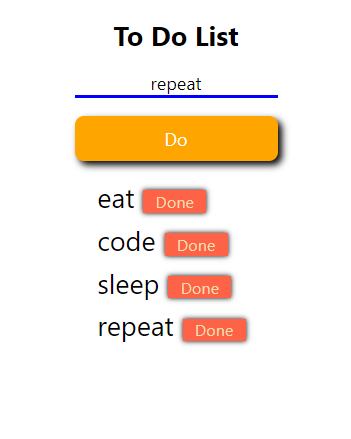 To Do List
repeat
Do
eat Done
code Done
sleep Done
repeat Done